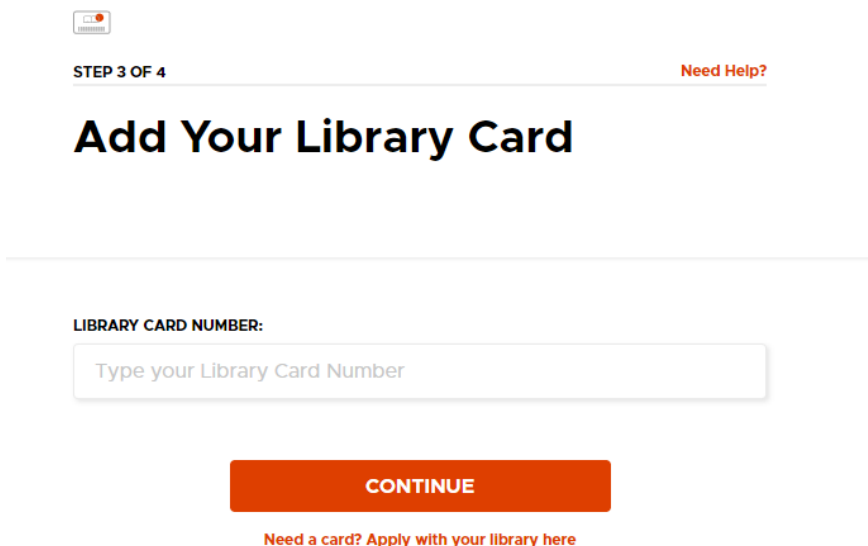 STEP 3 OF 4
Need Help?
Add Your Library Card
LIBRARY CARD NUMBER:
Type your Library Card Number
CONTINUE
Need a card? Apply with your library here